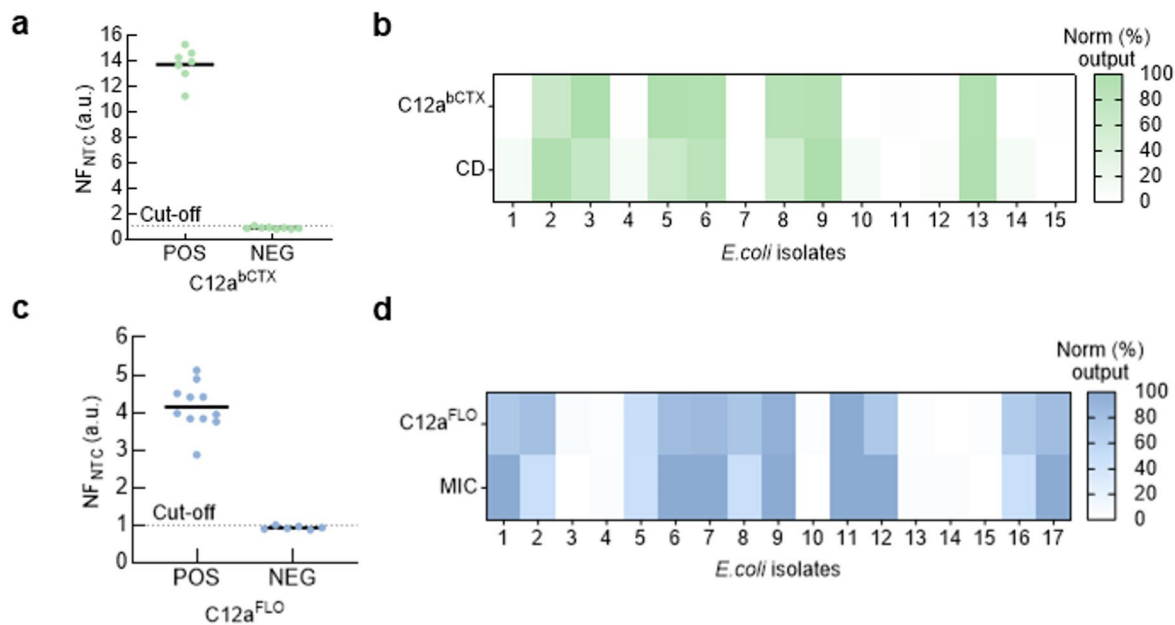 a
16
14
12
10
8
6
4
2
0
NF_NTC (a.u.)
Cut-off
POS NEG
C12a^bCTX
b
Norm (%)
output
100
80
60
40
20
0
C12a^bCTX
CD
1 2 3 4 5 6 7 8 9 10 11 12 13 14 15
E.coli isolates
c
6
5
4
3
2
1
0
NF_NTC (a.u.)
Cut-off
POS NEG
C12a^FLO
d
Norm (%)
output
100
80
60
40
20
0
C12a^FLO
MIC
1 2 3 4 5 6 7 8 9 10 11 12 13 14 15 16 17
E.coli isolates